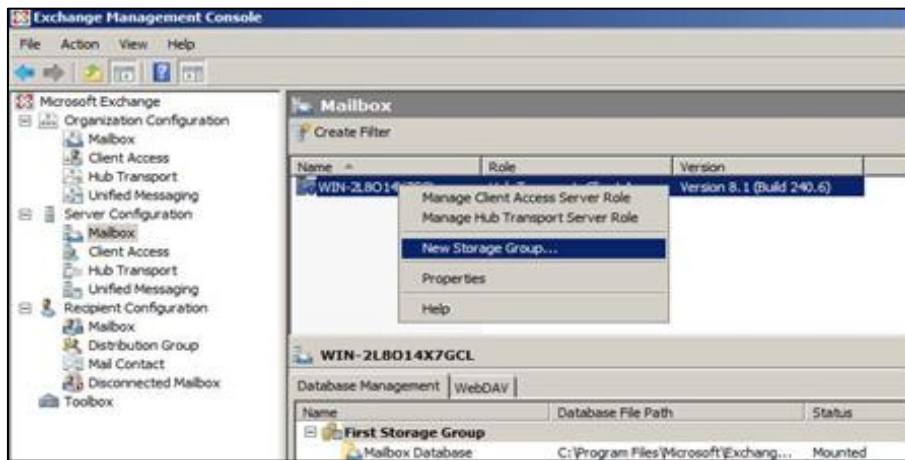 Exchange Management Console
File Action View Help
Microsoft Exchange
Organization Configuration
Mailbox
Client Access
Hub Transport
Unified Messaging
Server Configuration
Mailbox
Client Access
Hub Transport
Unified Messaging
Recipient Configuration
Mailbox
Distribution Group
Mail Contact
Disconnected Mailbox
Toolbox
Mailbox
Create Filter
Name Role Version
Version 8.1 (Build 240.6)
Manage Client Access Server Role
Manage Hub Transport Server Role
New Storage Group...
Properties
Help
WIN-2L8O14X7GCL
Database Management WebDAV
Name Database File Path Status
First Storage Group
Mailbox Database C:\Program Files\Microsoft\Exchang... Mounted